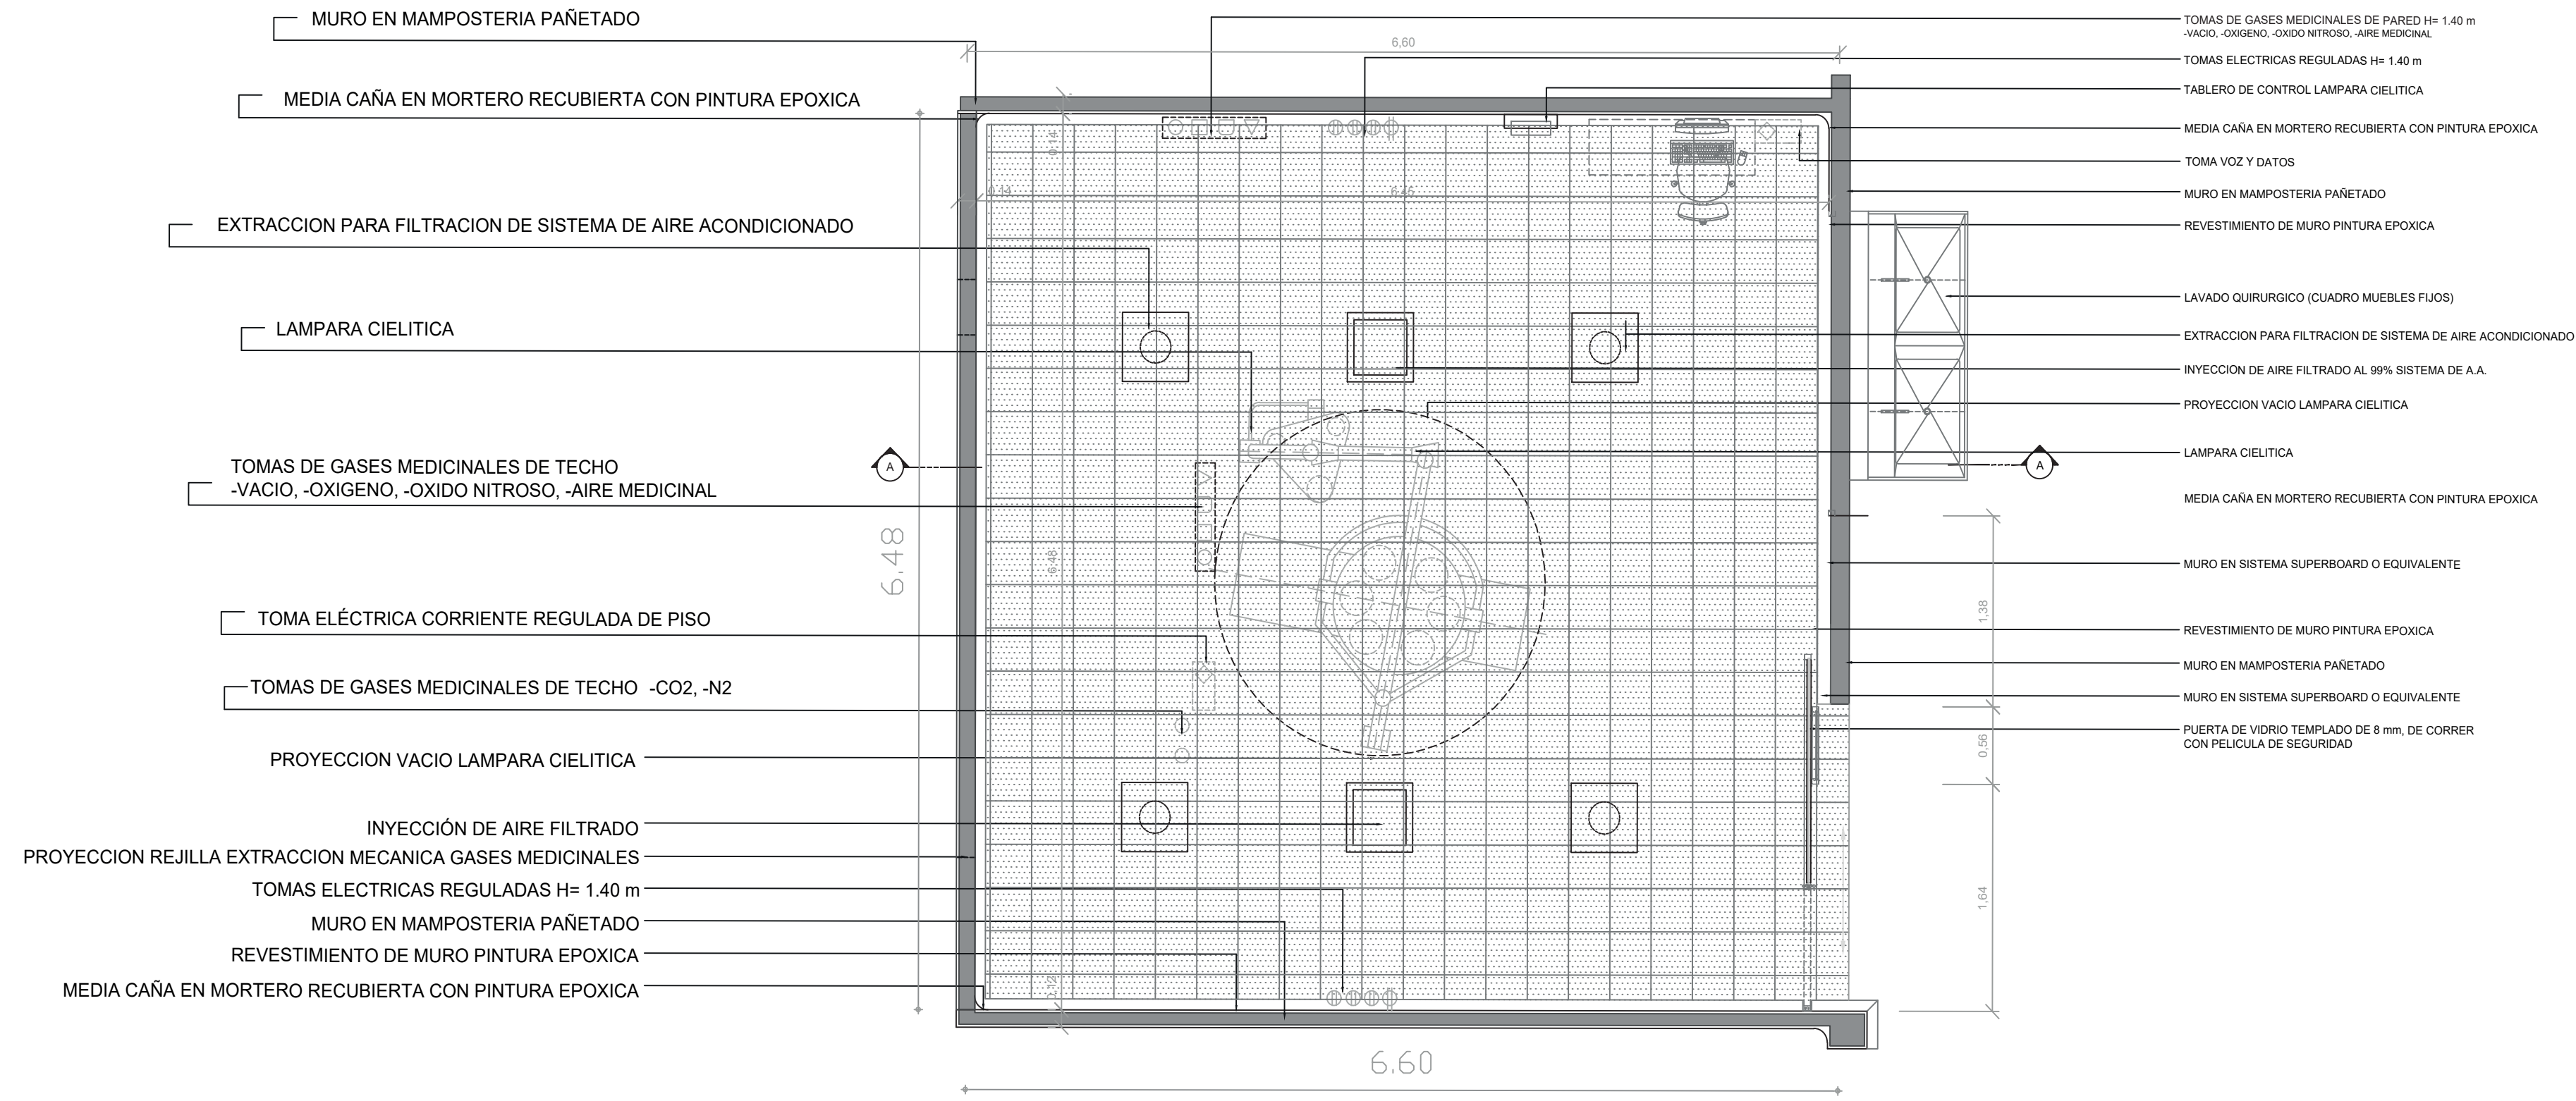 MURO EN MAMPOSTERIA PAÑETADO
MEDIA CAÑA EN MORTERO RECUBIERTA CON PINTURA EPOXICA
EXTRACCION PARA FILTRACION DE SISTEMA DE AIRE ACONDICIONADO
LAMPARA CIELITICA
TOMAS DE GASES MEDICINALES DE TECHO
-VACIO, -OXIGENO, -OXIDO NITROSO, -AIRE MEDICINAL
TOMA ELÉCTRICA CORRIENTE REGULADA DE PISO
TOMAS DE GASES MEDICINALES DE TECHO -CO2, -N2
PROYECCION VACIO LAMPARA CIELITICA
INYECCIÓN DE AIRE FILTRADO
PROYECCION REJILLA EXTRACCION MECANICA GASES MEDICINALES
TOMAS ELECTRICAS REGULADAS H= 1.40 m
MURO EN MAMPOSTERIA PAÑETADO
REVESTIMIENTO DE MURO PINTURA EPOXICA
MEDIA CAÑA EN MORTERO RECUBIERTA CON PINTURA EPOXICA
6,60
0.14
0.14
6.45
A
6,48
6.48
0.12
6.60
A
1,38
0,56
1,64
TOMAS DE GASES MEDICINALES DE PARED H= 1.40 m
-VACIO, -OXIGENO, -OXIDO NITROSO, -AIRE MEDICINAL
TOMAS ELECTRICAS REGULADAS H= 1.40 m
TABLERO DE CONTROL LAMPARA CIELITICA
MEDIA CAÑA EN MORTERO RECUBIERTA CON PINTURA EPOXICA
TOMA VOZ Y DATOS
MURO EN MAMPOSTERIA PAÑETADO
REVESTIMIENTO DE MURO PINTURA EPOXICA
LAVADO QUIRURGICO (CUADRO MUEBLES FIJOS)
EXTRACCION PARA FILTRACION DE SISTEMA DE AIRE ACONDICIONADO
INYECCION DE AIRE FILTRADO AL 99% SISTEMA DE A.A.
PROYECCION VACIO LAMPARA CIELITICA
LAMPARA CIELITICA
MEDIA CAÑA EN MORTERO RECUBIERTA CON PINTURA EPOXICA
MURO EN SISTEMA SUPERBOARD O EQUIVALENTE
REVESTIMIENTO DE MURO PINTURA EPOXICA
MURO EN MAMPOSTERIA PAÑETADO
MURO EN SISTEMA SUPERBOARD O EQUIVALENTE
PUERTA DE VIDRIO TEMPLADO DE 8 mm, DE CORRER
CON PELICULA DE SEGURIDAD